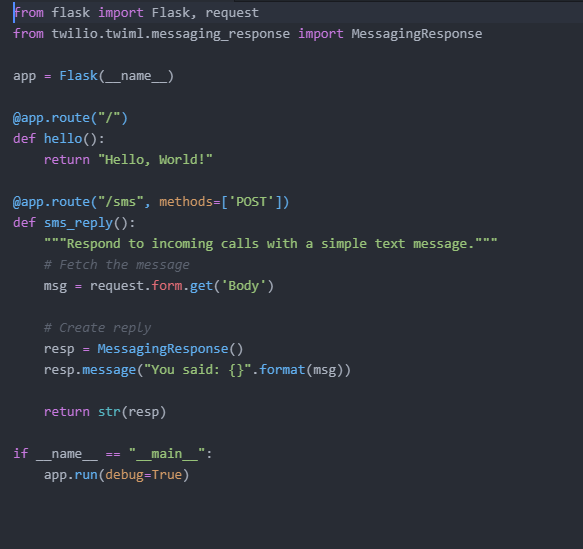 from flask import Flask, request
from twilio.twiml.messaging_response import MessagingResponse

app = Flask(__name__)

@app.route("/")
def hello():
    return "Hello, World!"

@app.route("/sms", methods=['POST'])
def sms_reply():
    """Respond to incoming calls with a simple text message."""
    # Fetch the message
    msg = request.form.get('Body')

    # Create reply
    resp = MessagingResponse()
    resp.message("You said: {}".format(msg))

    return str(resp)

if __name__ == "__main__":
    app.run(debug=True)